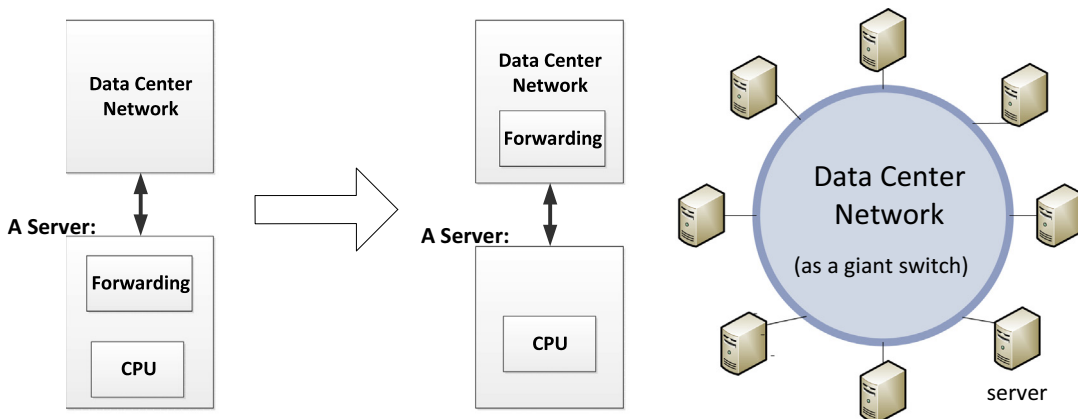 Data Center
Network
A Server:
Forwarding
CPU
Data Center
Network
Forwarding
A Server:
CPU
Data Center
Network
(as a giant switch)
server